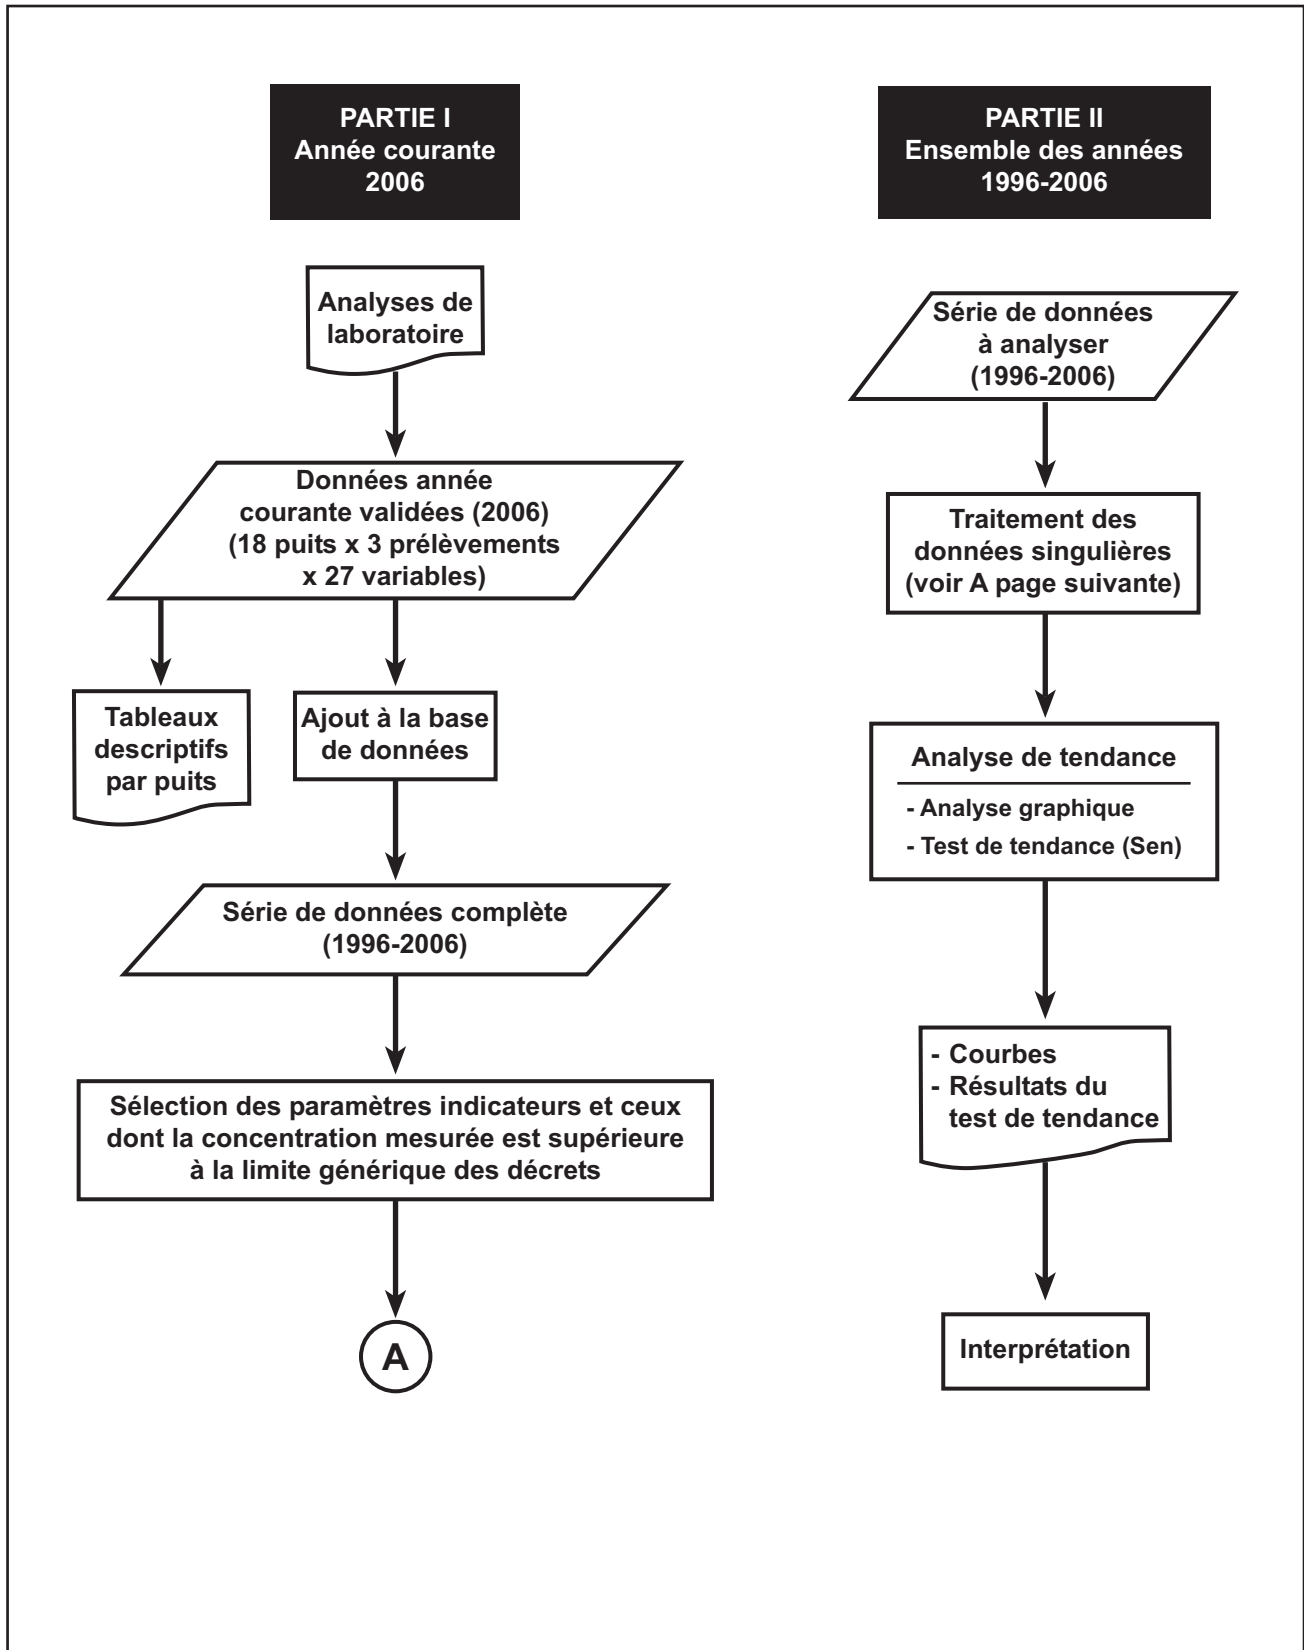 PARTIE I
Année courante
2006
Analyses de
laboratoire
Données année
courante validées (2006)
(18 puits x 3 prélèvements
x 27 variables)
Tableaux
descriptifs
par puits
Ajout à la base
de données
Série de données complète
(1996-2006)
Sélection des paramètres indicateurs et ceux
dont la concentration mesurée est supérieure
à la limite générique des décrets
A
PARTIE II
Ensemble des années
1996-2006
Série de données
à analyser
(1996-2006)
Traitement des
données singulières
(voir A page suivante)
Analyse de tendance
- Analyse graphique
- Test de tendance (Sen)
- Courbes
- Résultats du
test de tendance
Interprétation